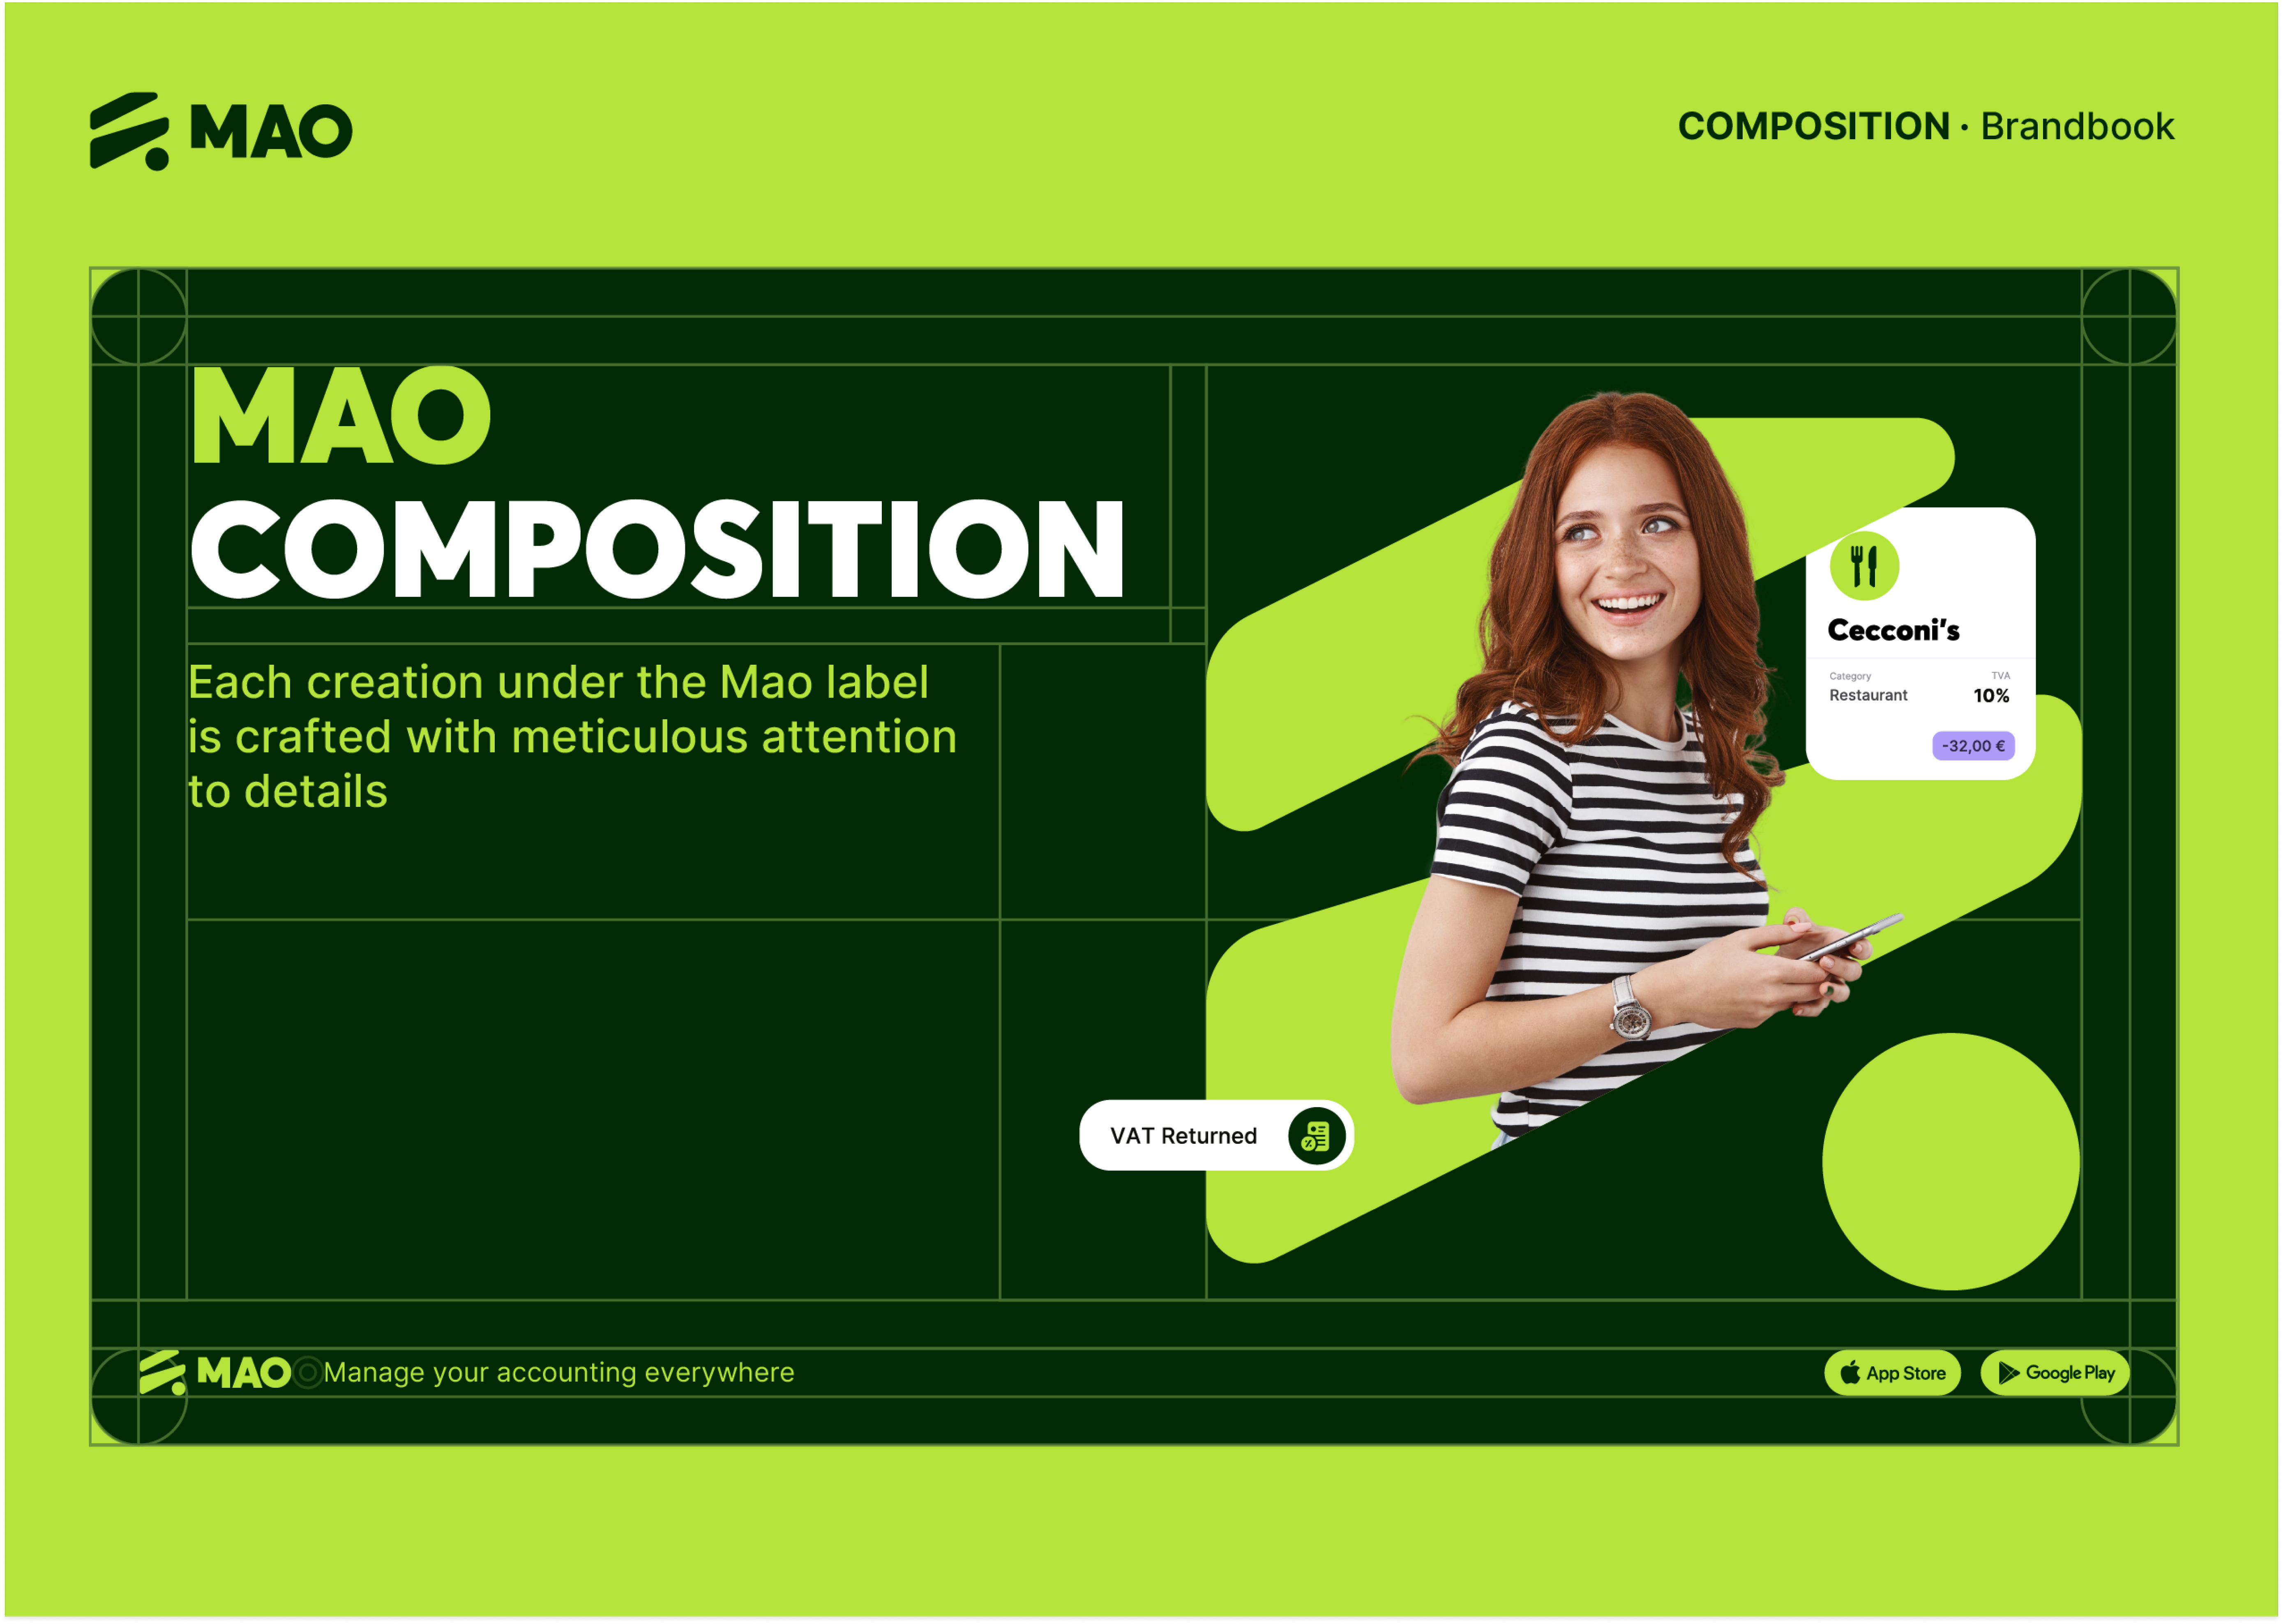 MAO
COMPOSITION · Brandbook
MAO
COMPOSITION
Each creation under the Mao label
is crafted with meticulous attention
to details
Cecconi's
Category TVA
Restaurant 10%
-32,00 €
VAT Returned
MAO Manage your accounting everywhere
App Store Google Play